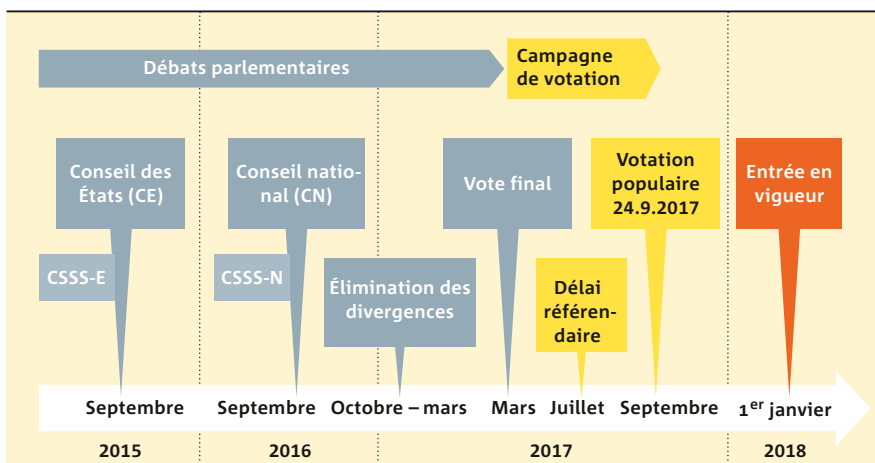 Débats parlementaires
Campagne
de votation
Conseil des
États (CE)
Conseil natio-
nal (CN)
Vote final
Votation
populaire
24.9.2017
Entrée en
vigueur
CSSS-E
CSSS-N
Élimination des
divergences
Délai
référen-
daire
Septembre
Septembre
Octobre – mars
Mars
Juillet
Septembre
1er janvier
2015
2016
2017
2018